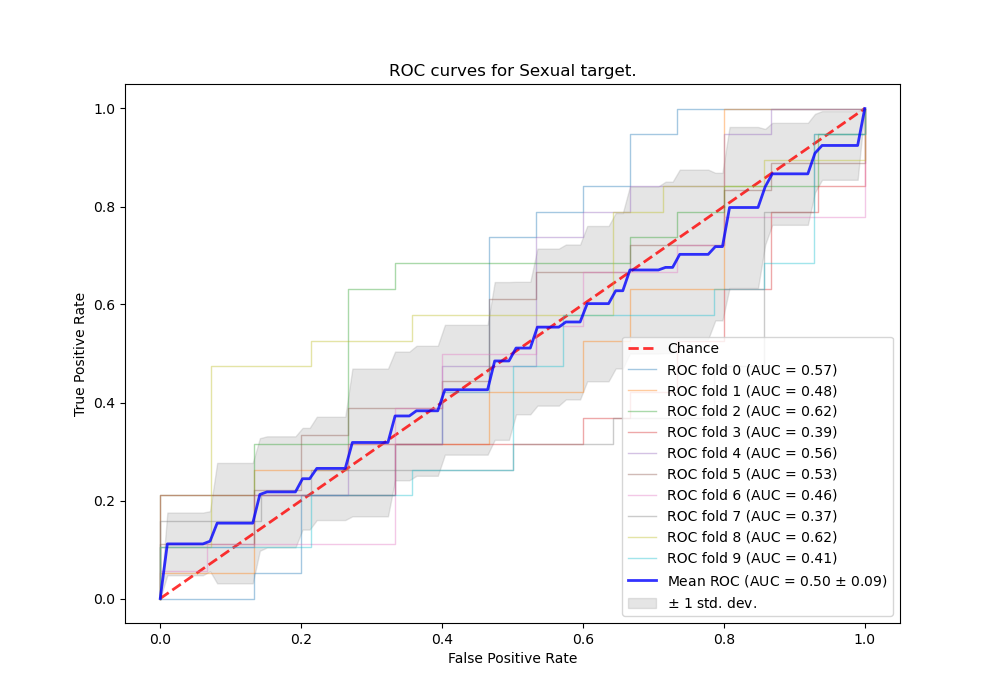 ROC curves for Sexual target.
True Positive Rate
1.0
0.8
0.6
0.4
0.2
0.0
Chance
ROC fold 0 (AUC = 0.57)
ROC fold 1 (AUC = 0.48)
ROC fold 2 (AUC = 0.62)
ROC fold 3 (AUC = 0.39)
ROC fold 4 (AUC = 0.56)
ROC fold 5 (AUC = 0.53)
ROC fold 6 (AUC = 0.46)
ROC fold 7 (AUC = 0.37)
ROC fold 8 (AUC = 0.62)
ROC fold 9 (AUC = 0.41)
Mean ROC (AUC = 0.50 ± 0.09)
± 1 std. dev.
0.0 0.2 0.4 0.6 0.8 1.0
False Positive Rate